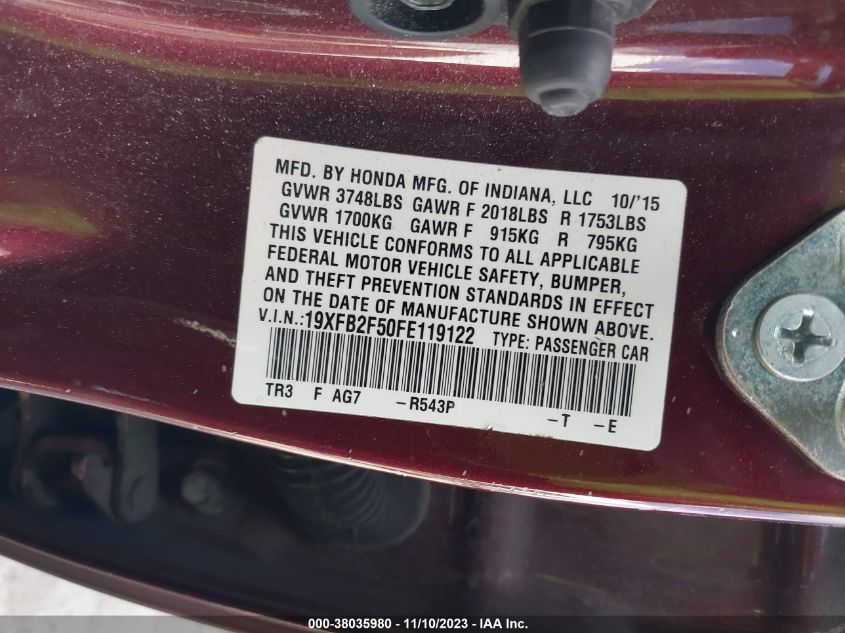 MFD. BY HONDA MFG. OF INDIANA, LLC 10/'15
GVWR 3748LBS GAWR F 2018LBS R 1753LBS
GVWR 1700KG GAWR F 915KG R 795KG
THIS VEHICLE CONFORMS TO ALL APPLICABLE
FEDERAL MOTOR VEHICLE SAFETY, BUMPER,
AND THEFT PREVENTION STANDARDS IN EFFECT
ON THE DATE OF MANUFACTURE SHOWN ABOVE.
V.I.N.:19XFB2F50FE119122 TYPE: PASSENGER CAR
TR3 F AG7 -R543P -T -E
000-38035980 - 11/10/2023 - IAA Inc.